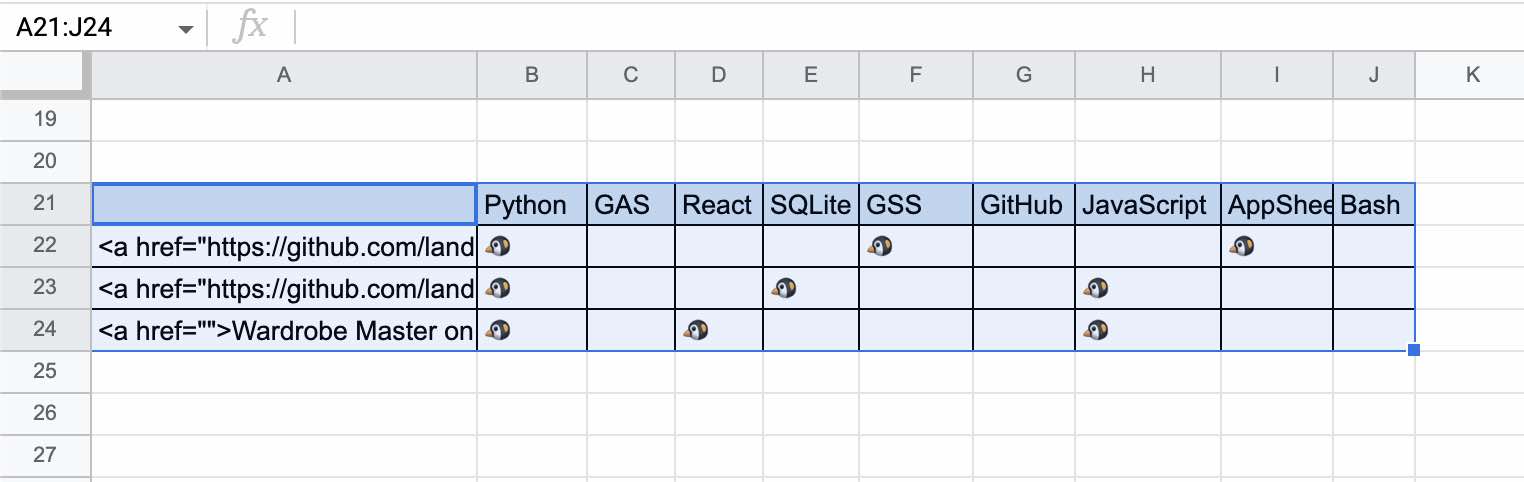 A21:J24 fx
A B C D E F G H I J K
19
20
21 Python GAS React SQLite GSS GitHub JavaScript AppShee Bash
22 <a href="https://github.com/land 🐧 🐧 🐧
23 <a href="https://github.com/land 🐧 🐧 🐧
24 <a href="">Wardrobe Master on 🐧 🐧 🐧
25
26
27